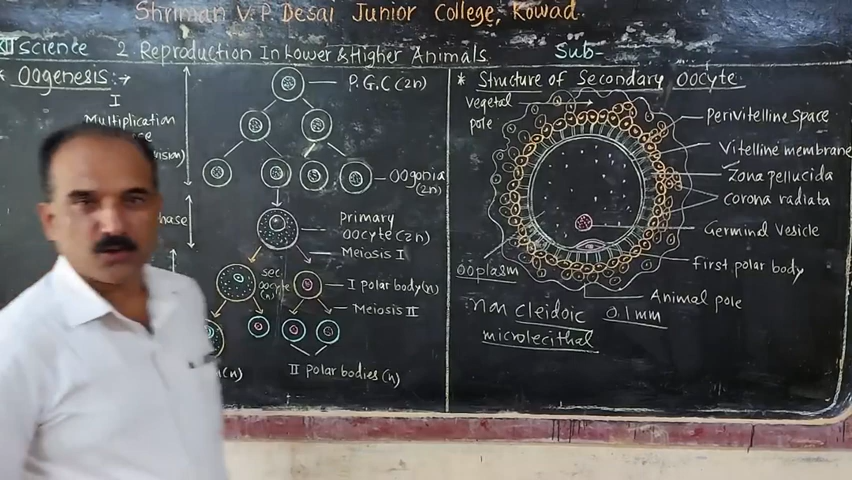 Shriman V.P. Desai Junior College, Kowad.
XII Science 2. Reproduction In Lower & Higher Animals Sub-
* Oogenesis :→
I
Multiplication
P.G.C (2n)
Oogonia
(2n)
Primary
oocyte (2n)
Meiosis I
sec.
oocyte
(n)
I polar body (n)
Meiosis II
II polar bodies (n)
* Structure of Secondary Oocyte
vegetal
pole
Perivitelline space
Vitelline membrane
Zona pellucida
corona radiata
Germinal vesicle
First polar body
Animal pole
ooplasm
non cleidoic 0.1mm
microlecithal